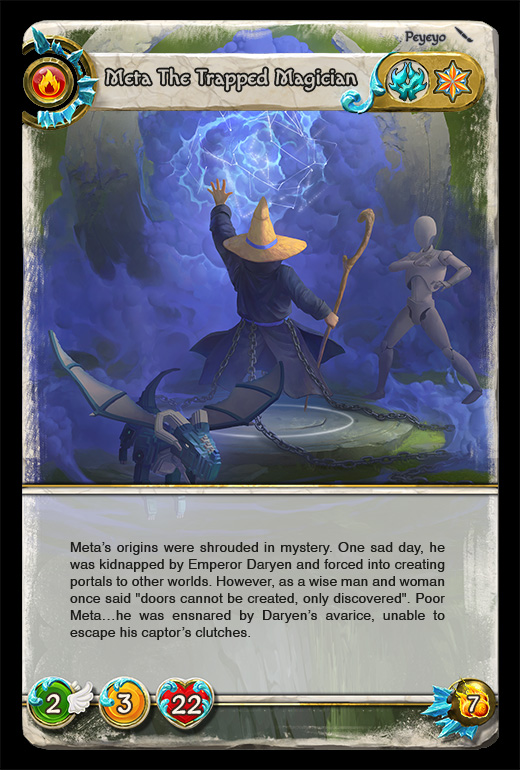 Peyeyo
Meta The Trapped Magician
Meta's origins were shrouded in mystery. One sad day, he
was kidnapped by Emperor Daryen and forced into creating
portals to other worlds. However, as a wise man and woman
once said "doors cannot be created, only discovered". Poor
Meta…he was ensnared by Daryen's avarice, unable to
escape his captor's clutches.
2 3 22 7